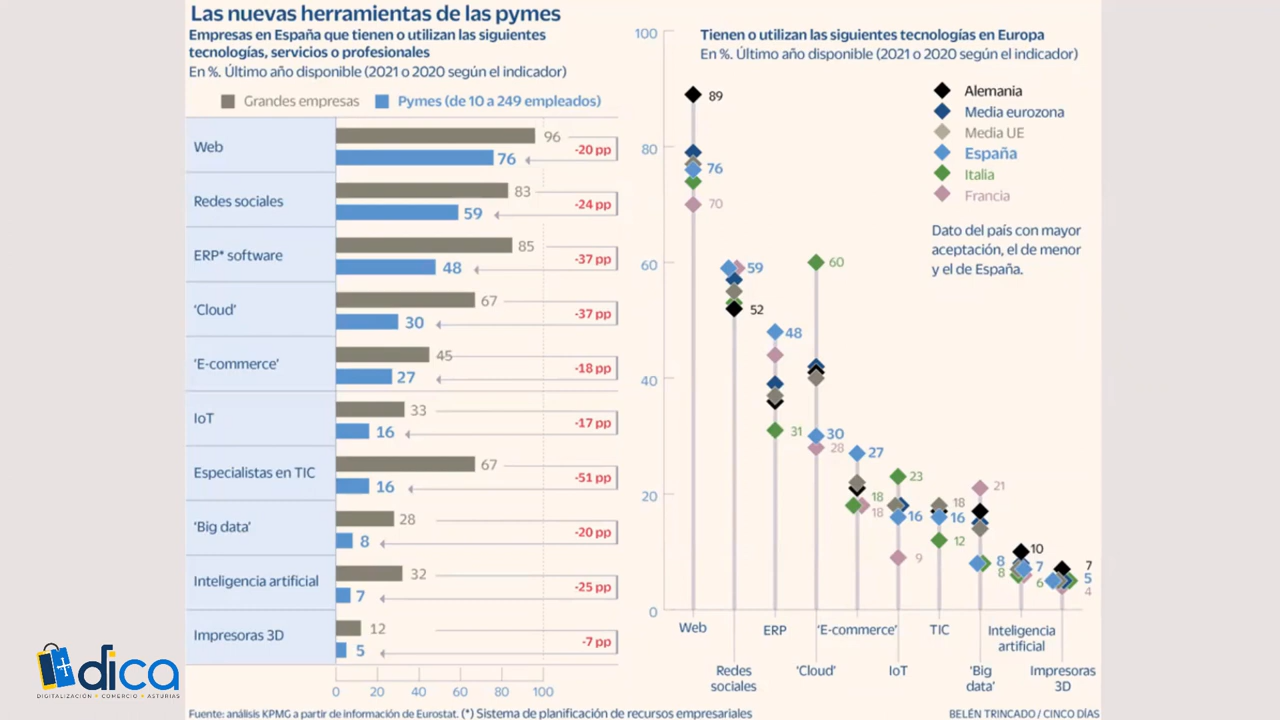 Las nuevas herramientas de las pymes
Empresas en España que tienen o utilizan las siguientes
tecnologías, servicios o profesionales
En %. Último año disponible (2021 o 2020 según el indicador)
Grandes empresas
Pymes (de 10 a 249 empleados)
Web
96
76
-20 pp
Redes sociales
83
59
-24 pp
ERP* software
85
48
-37 pp
‘Cloud’
67
30
-37 pp
‘E-commerce’
45
27
-18 pp
IoT
33
16
-17 pp
Especialistas en TIC
67
16
-51 pp
‘Big data’
28
8
-20 pp
Inteligencia artificial
32
7
-25 pp
Impresoras 3D
12
5
-7 pp
0 20 40 60 80 100
Tienen o utilizan las siguientes tecnologías en Europa
En %. Último año disponible (2021 o 2020 según el indicador)
Alemania
Media eurozona
Media UE
España
Italia
Francia
Dato del país con mayor
aceptación, el de menor
y el de España.
100
80
60
40
20
0
89
76
70
59
52
48
31
60
30
28
27
18
18
23
16
9
18
16
12
21
8
8
10
7
6
7
5
4
Web
Redes
sociales
ERP
‘Cloud’
‘E-commerce’
IoT
TIC
‘Big
data’
Inteligencia
artificial
Impresoras
3D
Fuente: análisis KPMG a partir de información de Eurostat. (*) Sistema de planificación de recursos empresariales
BELÉN TRINCADO / CINCO DÍAS
dica
DIGITALIZACIÓN + COMERCIO + ASTURIAS